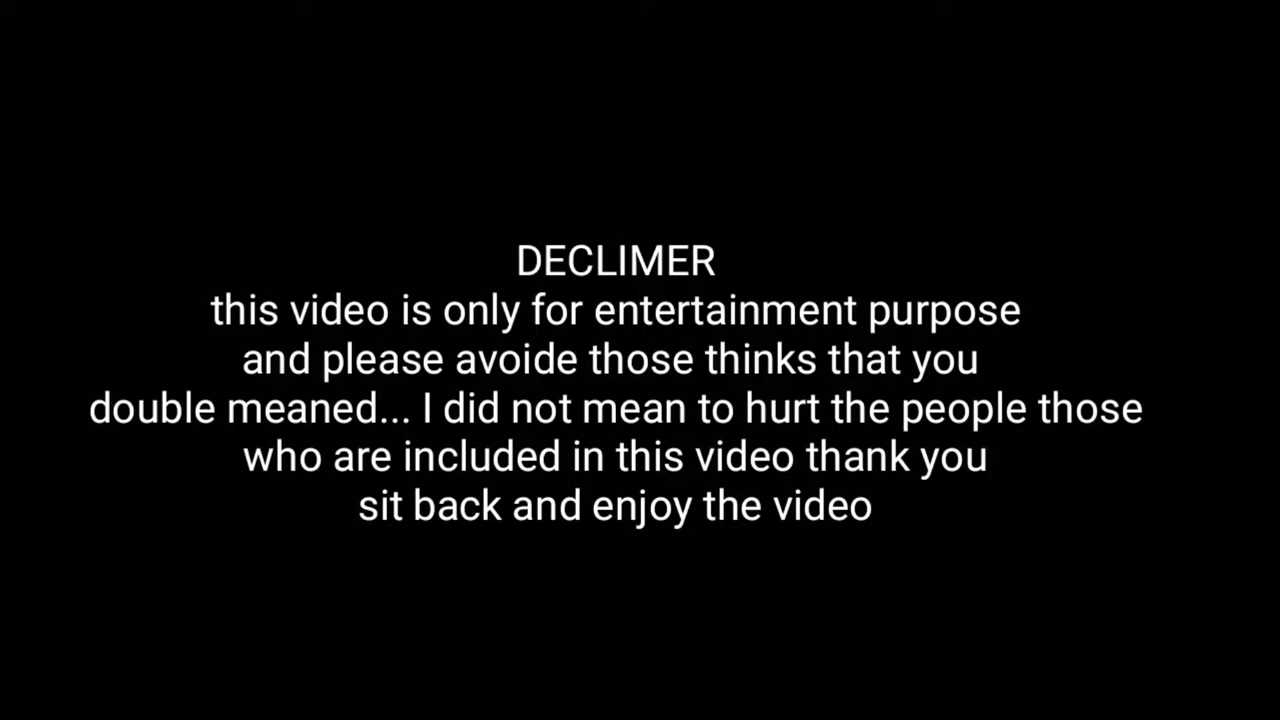 DECLIMER
this video is only for entertainment purpose
and please avoide those thinks that you
double meaned... I did not mean to hurt the people those
who are included in this video thank you
sit back and enjoy the video